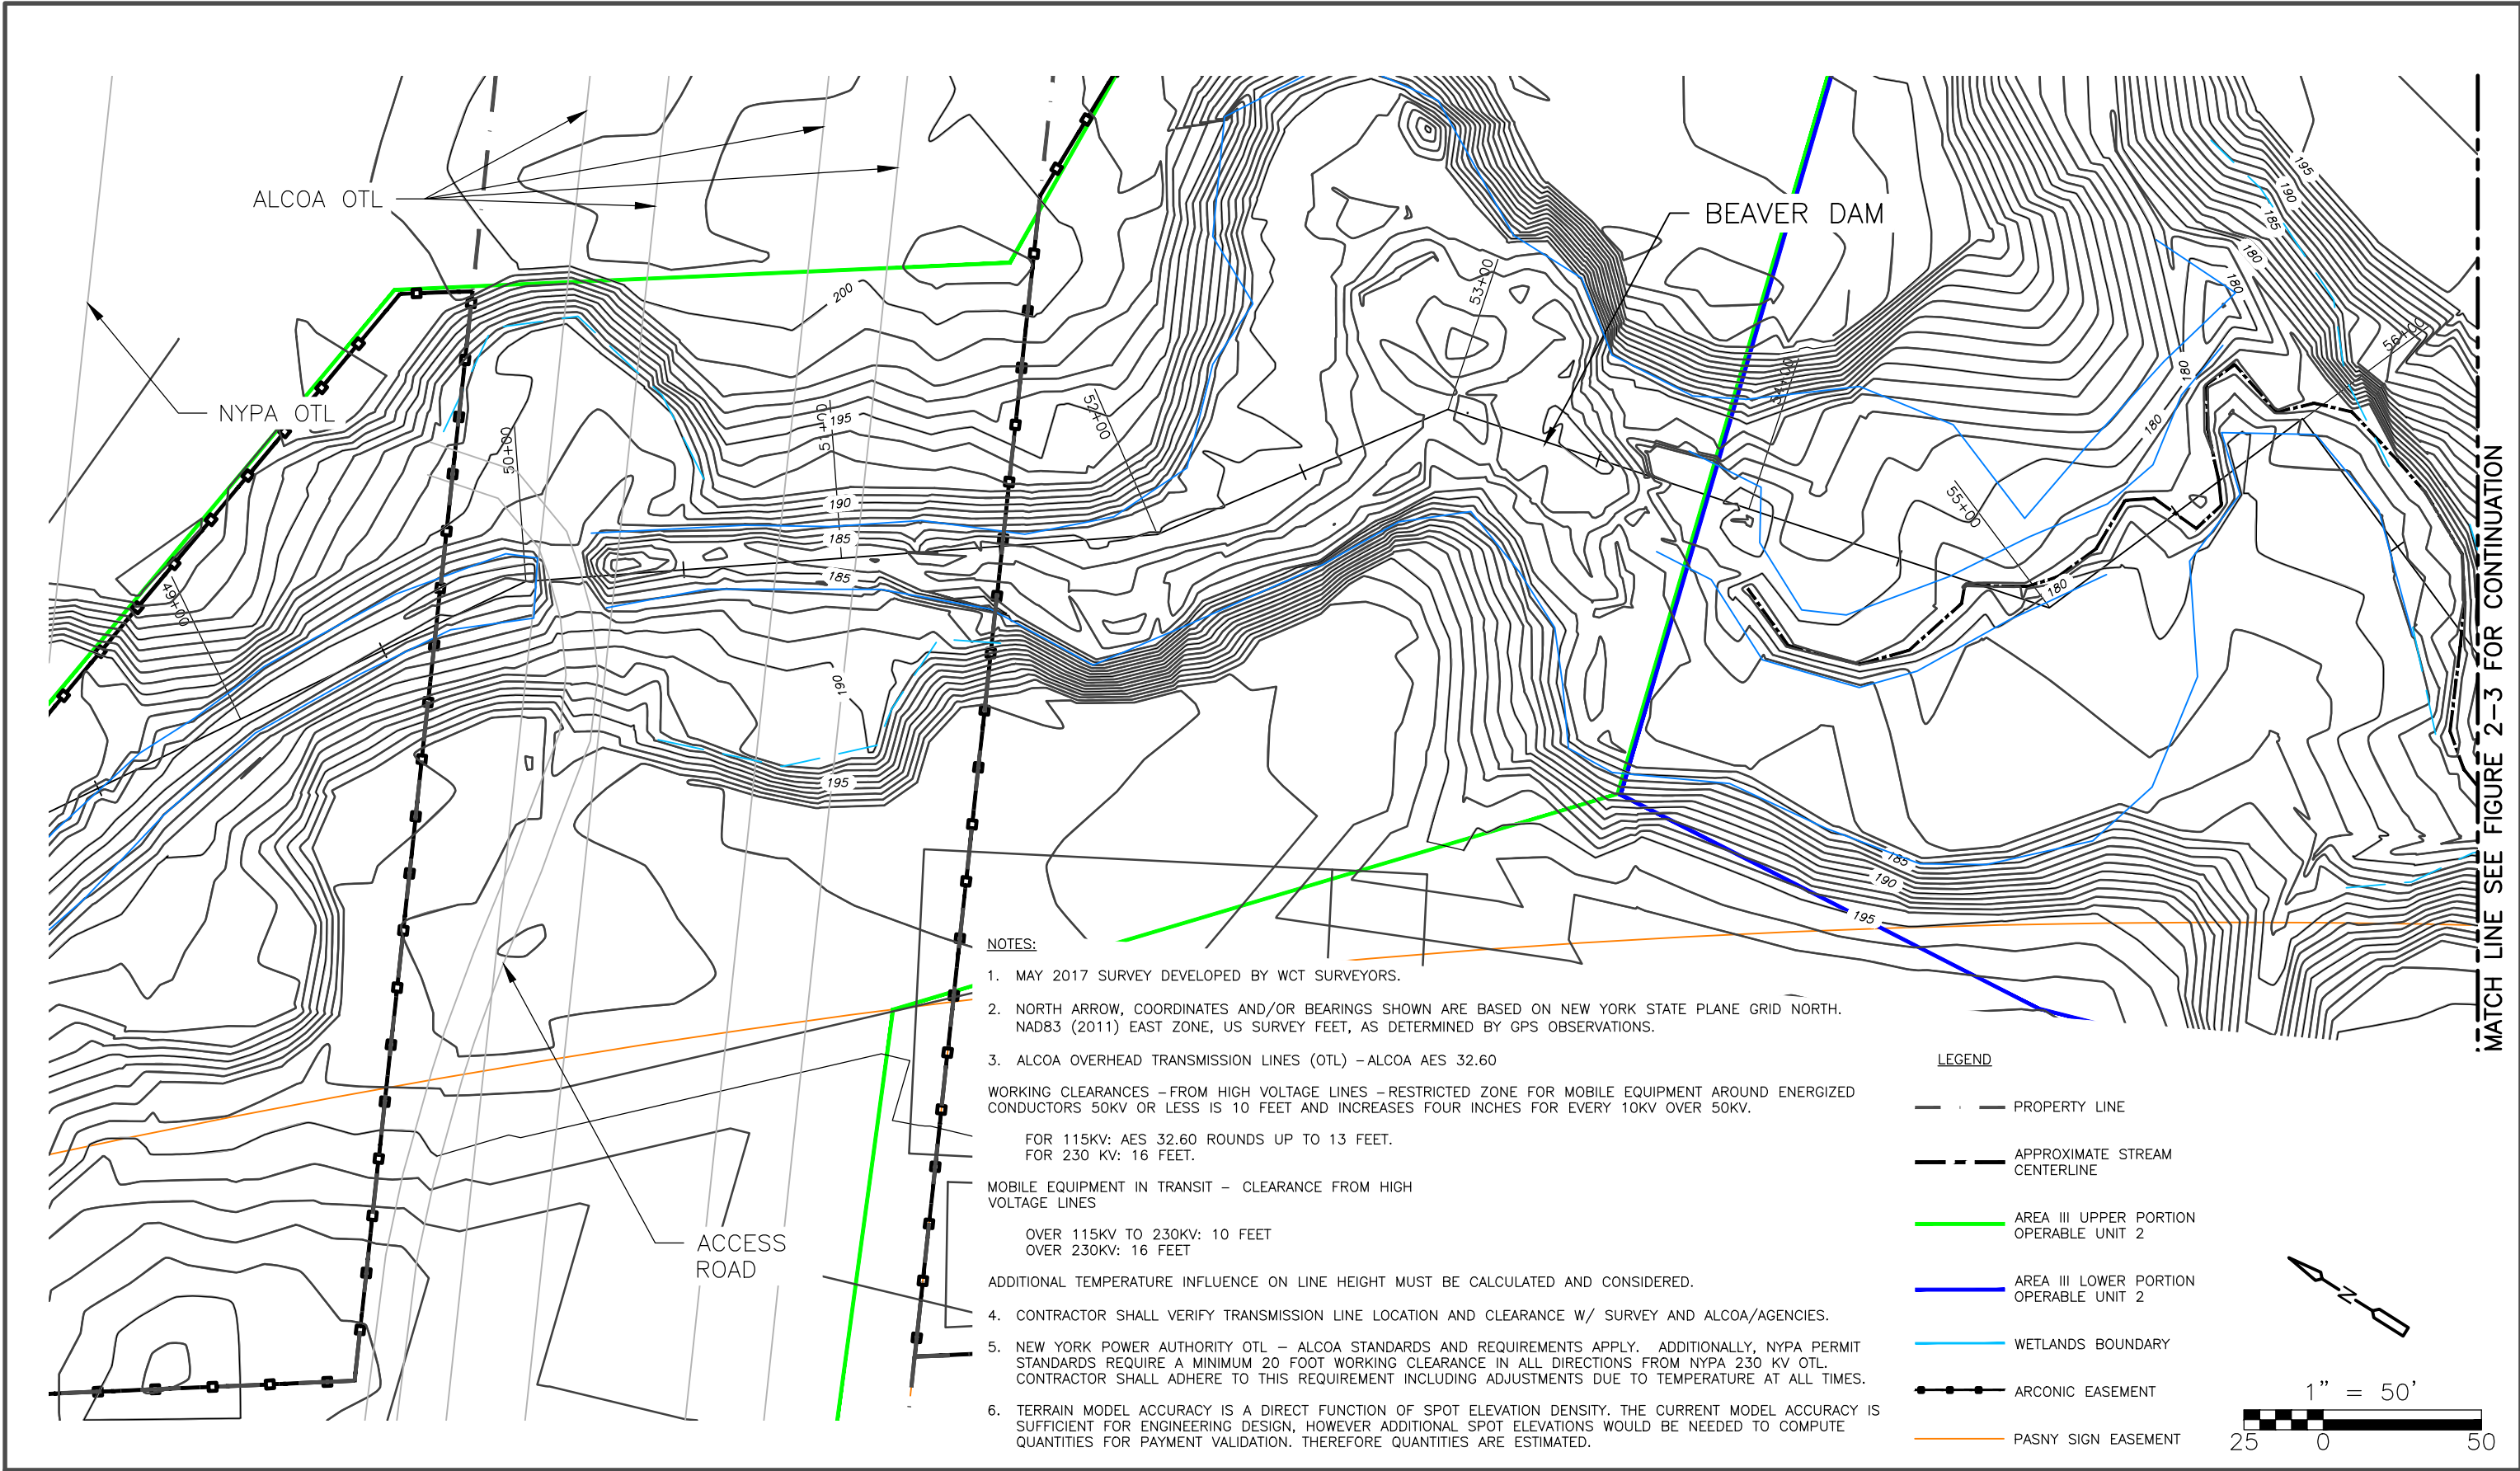 ALCOA OTL
NYPA OTL
BEAVER DAM
ACCESS
ROAD
49+00
50+00
51+00
52+00
53+00
54+00
55+00
56+00
200
195
190
185
185
190
195
195
190
185
180
180
180
180
180
185
190
195
MATCH LINE SEE FIGURE 2-3 FOR CONTINUATION
NOTES:
1. MAY 2017 SURVEY DEVELOPED BY WCT SURVEYORS.
2. NORTH ARROW, COORDINATES AND/OR BEARINGS SHOWN ARE BASED ON NEW YORK STATE PLANE GRID NORTH.
NAD83 (2011) EAST ZONE, US SURVEY FEET, AS DETERMINED BY GPS OBSERVATIONS.
3. ALCOA OVERHEAD TRANSMISSION LINES (OTL) – ALCOA AES 32.60
WORKING CLEARANCES – FROM HIGH VOLTAGE LINES – RESTRICTED ZONE FOR MOBILE EQUIPMENT AROUND ENERGIZED
CONDUCTORS 50KV OR LESS IS 10 FEET AND INCREASES FOUR INCHES FOR EVERY 10KV OVER 50KV.
FOR 115KV: AES 32.60 ROUNDS UP TO 13 FEET.
FOR 230 KV: 16 FEET.
MOBILE EQUIPMENT IN TRANSIT – CLEARANCE FROM HIGH
VOLTAGE LINES
OVER 115KV TO 230KV: 10 FEET
OVER 230KV: 16 FEET
ADDITIONAL TEMPERATURE INFLUENCE ON LINE HEIGHT MUST BE CALCULATED AND CONSIDERED.
4. CONTRACTOR SHALL VERIFY TRANSMISSION LINE LOCATION AND CLEARANCE W/ SURVEY AND ALCOA/AGENCIES.
5. NEW YORK POWER AUTHORITY OTL – ALCOA STANDARDS AND REQUIREMENTS APPLY. ADDITIONALLY, NYPA PERMIT
STANDARDS REQUIRE A MINIMUM 20 FOOT WORKING CLEARANCE IN ALL DIRECTIONS FROM NYPA 230 KV OTL.
CONTRACTOR SHALL ADHERE TO THIS REQUIREMENT INCLUDING ADJUSTMENTS DUE TO TEMPERATURE AT ALL TIMES.
6. TERRAIN MODEL ACCURACY IS A DIRECT FUNCTION OF SPOT ELEVATION DENSITY. THE CURRENT MODEL ACCURACY IS
SUFFICIENT FOR ENGINEERING DESIGN, HOWEVER ADDITIONAL SPOT ELEVATIONS WOULD BE NEEDED TO COMPUTE
QUANTITIES FOR PAYMENT VALIDATION. THEREFORE QUANTITIES ARE ESTIMATED.
LEGEND
PROPERTY LINE
APPROXIMATE STREAM
CENTERLINE
AREA III UPPER PORTION
OPERABLE UNIT 2
AREA III LOWER PORTION
OPERABLE UNIT 2
WETLANDS BOUNDARY
ARCONIC EASEMENT
PASNY SIGN EASEMENT
N
1" = 50'
25 0 50